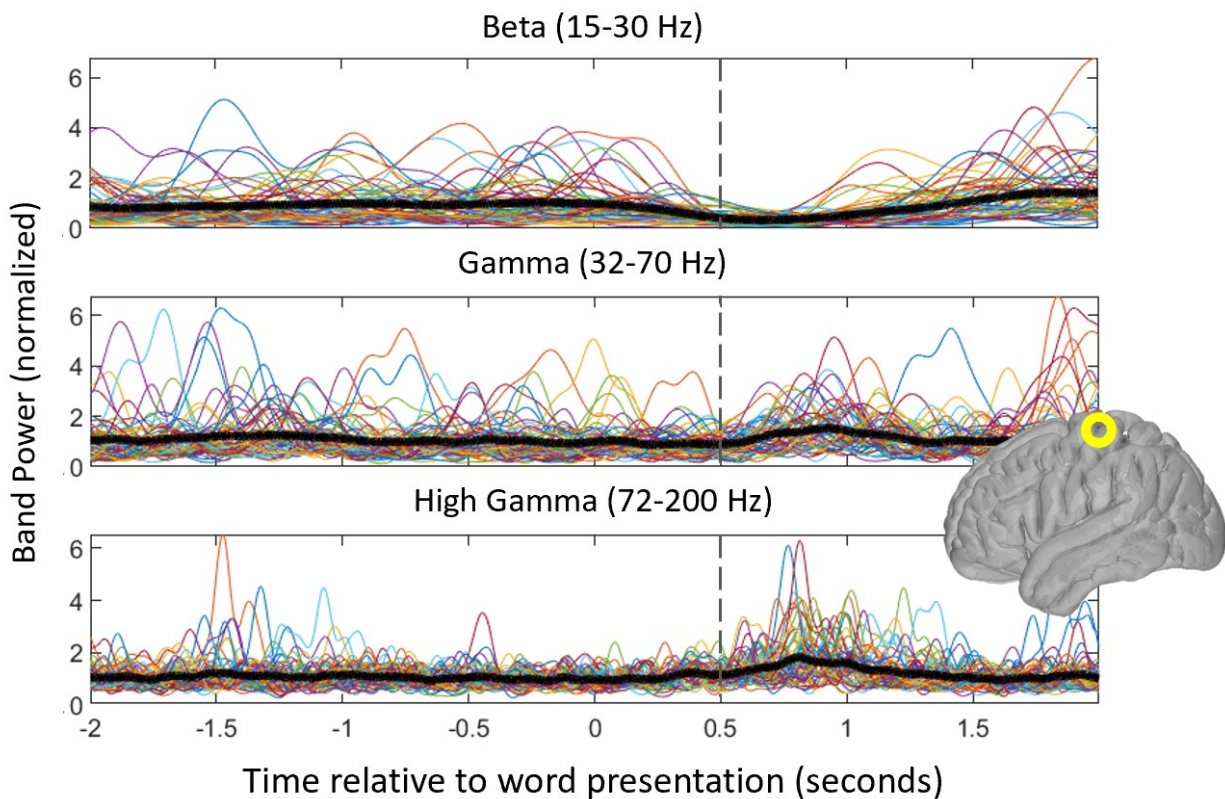 Beta (15-30 Hz)
6
4
2
0
Gamma (32-70 Hz)
6
4
2
0
High Gamma (72-200 Hz)
6
4
2
0
-2 -1.5 -1 -0.5 0 0.5 1 1.5
Time relative to word presentation (seconds)
Band Power (normalized)